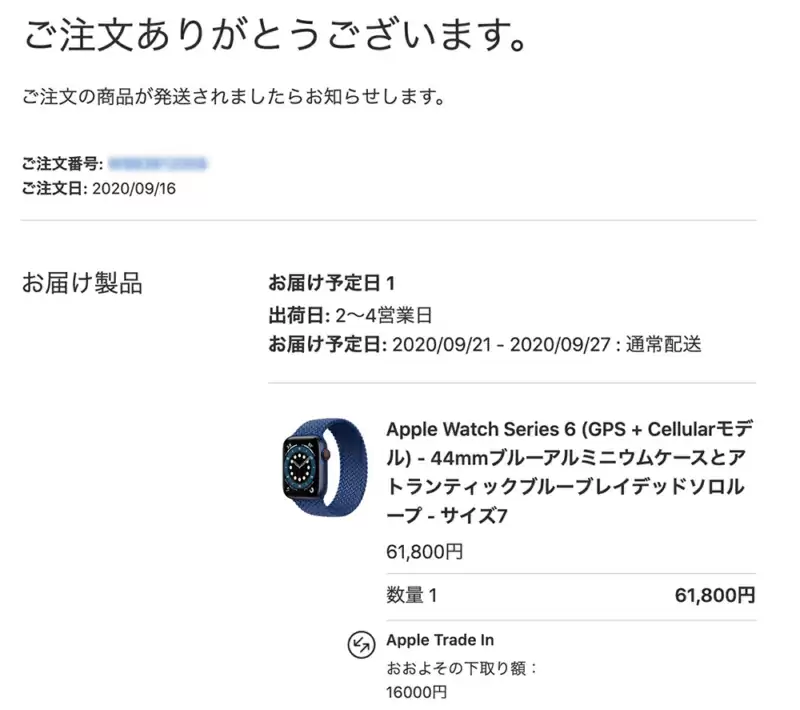 ご注文ありがとうございます。
ご注文の商品が発送されましたらお知らせします。
ご注文番号:
ご注文日: 2020/09/16
お届け製品
お届け予定日 1
出荷日: 2〜4営業日
お届け予定日: 2020/09/21 - 2020/09/27 : 通常配送
Apple Watch Series 6 (GPS + Cellularモデ
ル) - 44mmブルーアルミニウムケースとア
トランティックブルーブレイデッドソロル
ープ - サイズ7
61,800円
数量 1 61,800円
Apple Trade In
おおよその下取り額：
16000円